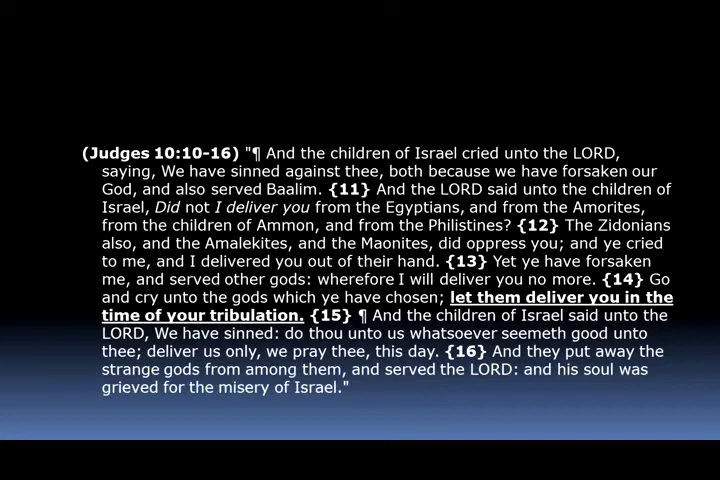 (Judges 10:10-16) "¶ And the children of Israel cried unto the LORD,
saying, We have sinned against thee, both because we have forsaken our
God, and also served Baalim. {11} And the LORD said unto the children of
Israel, Did not I deliver you from the Egyptians, and from the Amorites,
from the children of Ammon, and from the Philistines? {12} The Zidonians
also, and the Amalekites, and the Maonites, did oppress you; and ye cried
to me, and I delivered you out of their hand. {13} Yet ye have forsaken
me, and served other gods: wherefore I will deliver you no more. {14} Go
and cry unto the gods which ye have chosen; let them deliver you in the
time of your tribulation. {15} ¶ And the children of Israel said unto the
LORD, We have sinned: do thou unto us whatsoever seemeth good unto
thee; deliver us only, we pray thee, this day. {16} And they put away the
strange gods from among them, and served the LORD: and his soul was
grieved for the misery of Israel."